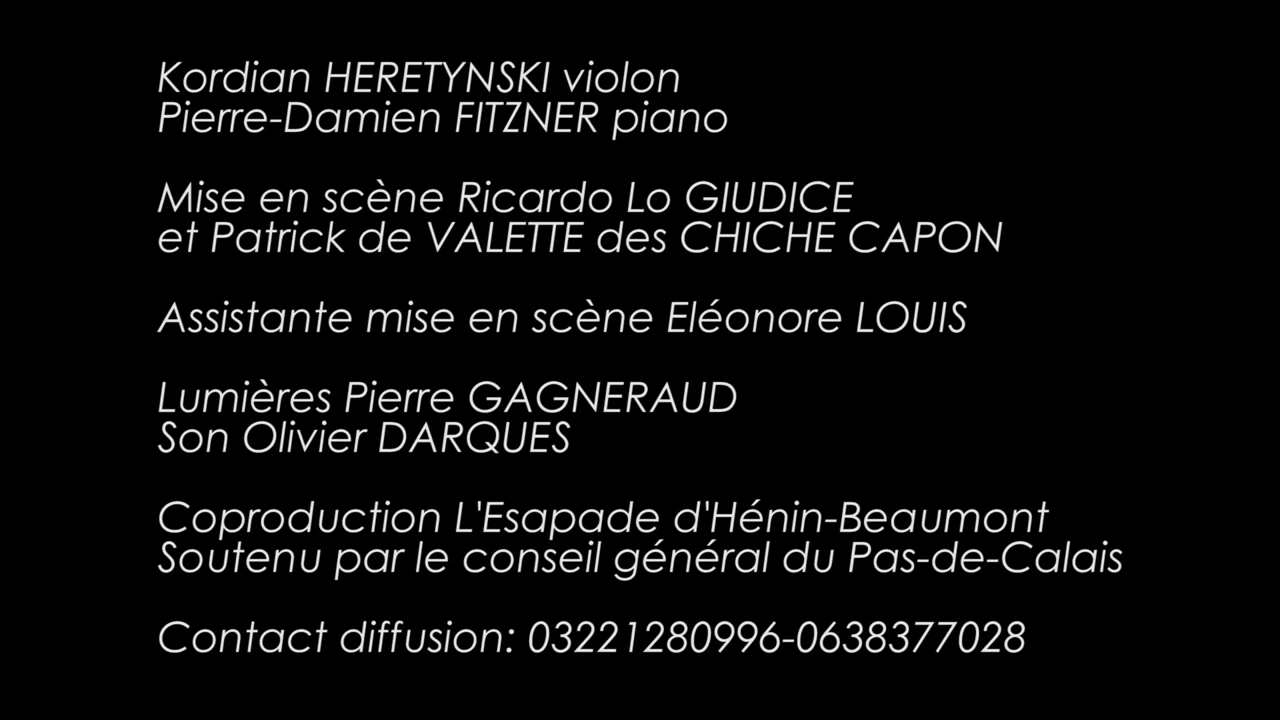 Kordian HERETYNSKI violon
Pierre-Damien FITZNER piano
Mise en scène Ricardo Lo GIUDICE
et Patrick de VALETTE des CHICHE CAPON
Assistante mise en scène Eléonore LOUIS
Lumières Pierre GAGNERAUD
Son Olivier DARQUES
Coproduction L'Esapade d'Hénin-Beaumont
Soutenu par le conseil général du Pas-de-Calais
Contact diffusion: 03221280996-0638377028